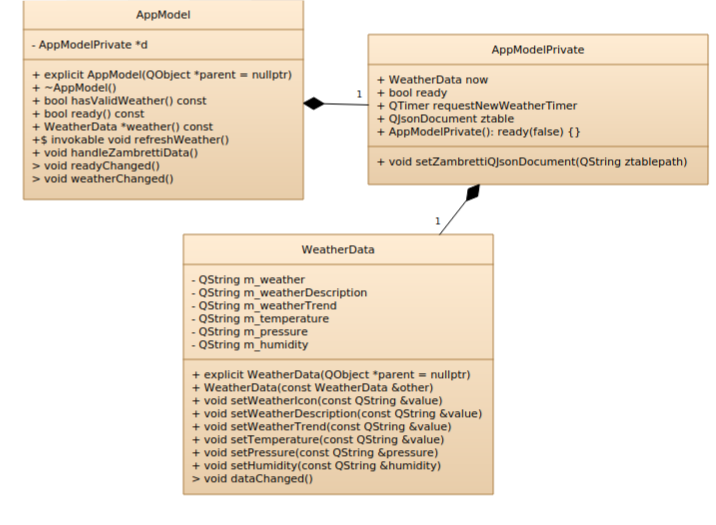 AppModel
- AppModelPrivate *d
+ explicit AppModel(QObject *parent = nullptr)
+ ~AppModel()
+ bool hasValidWeather() const
+ bool ready() const
+ WeatherData *weather() const
+$ invokable void refreshWeather()
+ void handleZambrettiData()
> void readyChanged()
> void weatherChanged()
1
AppModelPrivate
+ WeatherData now
+ bool ready
+ QTimer requestNewWeatherTimer
+ QJsonDocument ztable
+ AppModelPrivate(): ready(false) {}
+ void setZambrettiQJsonDocument(QString ztablepath)
1
WeatherData
- QString m_weather
- QString m_weatherDescription
- QString m_weatherTrend
- QString m_temperature
- QString m_pressure
- QString m_humidity
+ explicit WeatherData(QObject *parent = nullptr)
+ WeatherData(const WeatherData &other)
+ void setWeatherIcon(const QString &value)
+ void setWeatherDescription(const QString &value)
+ void setWeatherTrend(const QString &value)
+ void setTemperature(const QString &value)
+ void setPressure(const QString &pressure)
+ void setHumidity(const QString &humidity)
> void dataChanged()